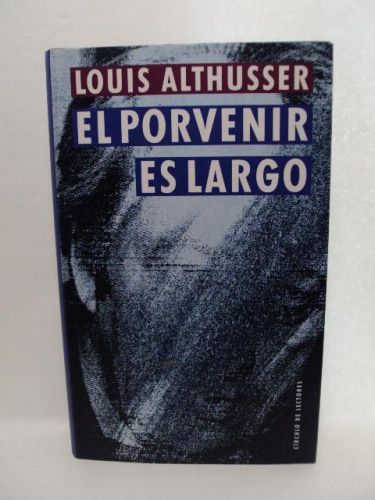 LOUIS ALTHUSSER
EL PORVENIR
ES LARGO
CÍRCULO DE LECTORES